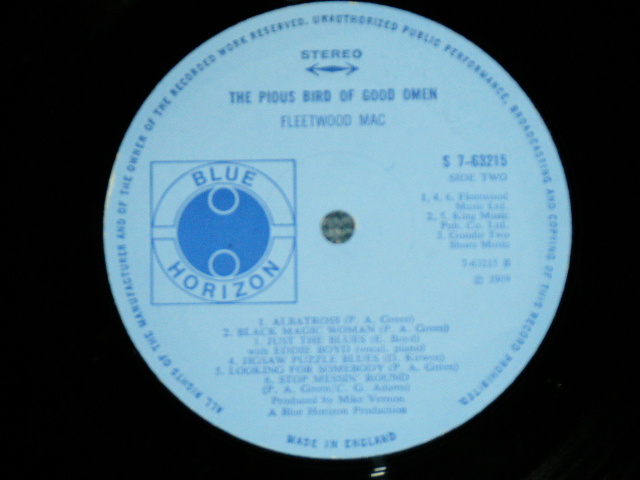 ALL RIGHTS OF THE MANUFACTURER AND OF THE OWNER OF THE RECORDED WORK RESERVED. UNAUTHORIZED PUBLIC PERFORMANCE, BROADCASTING AND COPYING OF THIS RECORD PROHIBITED
STEREO
THE PIOUS BIRD OF GOOD OMEN
FLEETWOOD MAC
S 7-63215
SIDE TWO
1, 4, 6. Fleetwood
Music Ltd.
2, 5. King Music
Pub. Co. Ltd.
3. Two
Music
7-63215 B
℗ 1969
BLUE
HORIZON
1. ALBATROSS (P. A. Green)
2. BLACK MAGIC WOMAN (P. A. Green)
3. JUST THE BLUES (E. Boyd)
with EDDIE BOYD (vocal, piano)
4. JIGSAW PUZZLE BLUES (D. Kirwan)
5. LOOKING FOR SOMEBODY (P. A. Green)
6. STOP MESSIN' ROUND
(P. A. Green/C. G. Adams)
Produced by Mike Vernon
A Blue Horizon Production
MADE IN ENGLAND